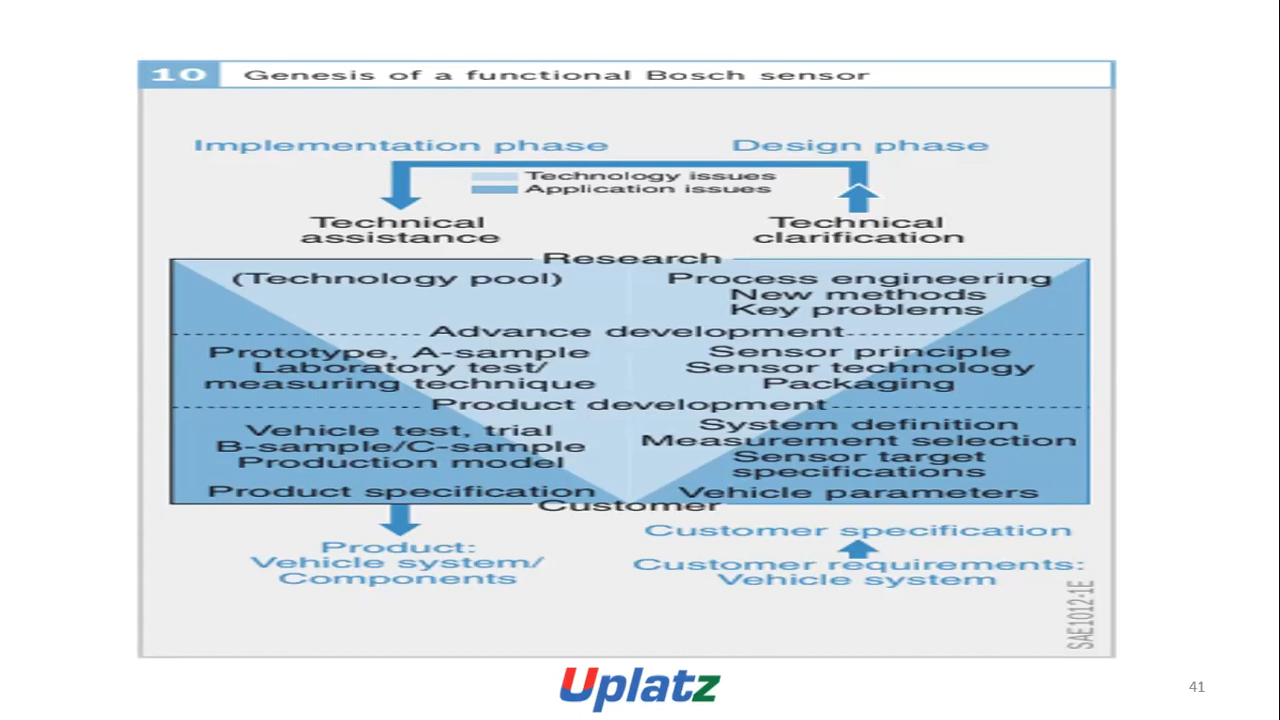 10 Genesis of a functional Bosch sensor
Implementation phase
Design phase
Technology issues
Application issues
Technical
assistance
Technical
clarification
Research
(Technology pool)
Process engineering
New methods
Key problems
Advance development
Prototype, A-sample
Laboratory test/
measuring technique
Sensor principle
Sensor technology
Packaging
Product development
Vehicle test, trial
B-sample/C-sample
Production model
Product specification
System definition
Measurement selection
Sensor target
specifications
Vehicle parameters
Customer
Product:
Vehicle system/
Components
Customer specification
Customer requirements:
Vehicle system
SAE1012-1E
Uplatz
41